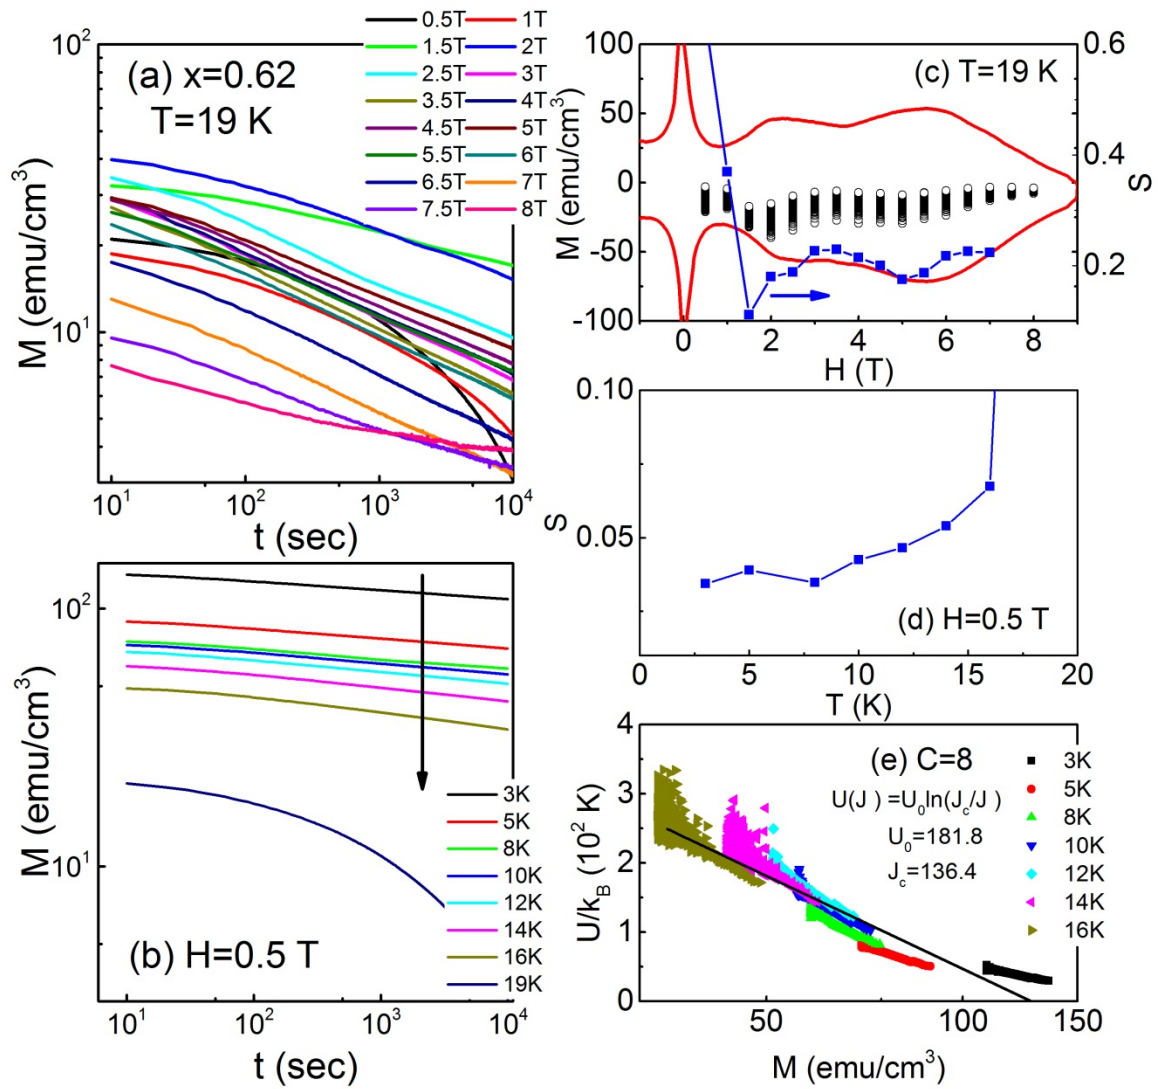 0.5T 1T
1.5T 2T
2.5T 3T
3.5T 4T
4.5T 5T
5.5T 6T
6.5T 7T
7.5T 8T
(a) x=0.62
T=19 K
10²
10¹
M (emu/cm³)
10¹ 10² 10³ 10⁴
t (sec)
(b) H=0.5 T
10²
10¹
M (emu/cm³)
3K
5K
8K
10K
12K
14K
16K
19K
10¹ 10² 10³ 10⁴
t (sec)
(c) T=19 K
100
50
0
-50
-100
M (emu/cm³)
0.6
0.4
0.2
S
0 2 4 6 8
H (T)
0.10
0.05
S
(d) H=0.5 T
0 5 10 15 20
T (K)
(e) C=8
U(J ) =U₀ln(J꜀/J )
U₀=181.8
J꜀=136.4
3K
5K
8K
10K
12K
14K
16K
4
3
2
1
0
U/k_B (10² K)
50 100 150
M (emu/cm³)